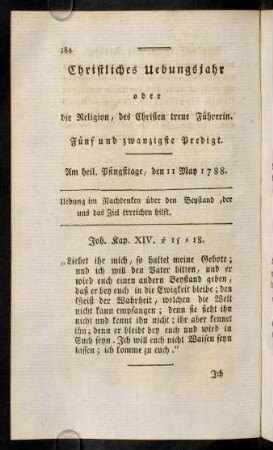 184
Christliches Uebungsjahr
oder
die Religion, des Christen treue Führerin.
Fünf und zwanzigste Predigt.
Am heil. Pfingsttage, den 11 May 1788.
Uebung im Nachdenken über den Beystand, der
uns das Ziel erreichen hilft.
Joh. Kap. XIV. v 15 = 18.
„Liebet ihr mich, so haltet meine Gebote;
und ich will den Vater bitten, und er
wird euch einen andern Beystand geben,
daß er bey euch in die Ewigkeit bleibe; den
Geist der Wahrheit, welchen die Welt
nicht kann empfangen; denn sie sieht ihn
nicht und konnt ihn nicht; ihr aber kennet
ihn; denn er bleibt bey euch und wird in
Euch seyn. Ich will euch nicht Waisen seyn
lassen; ich komme zu euch.“
Ich